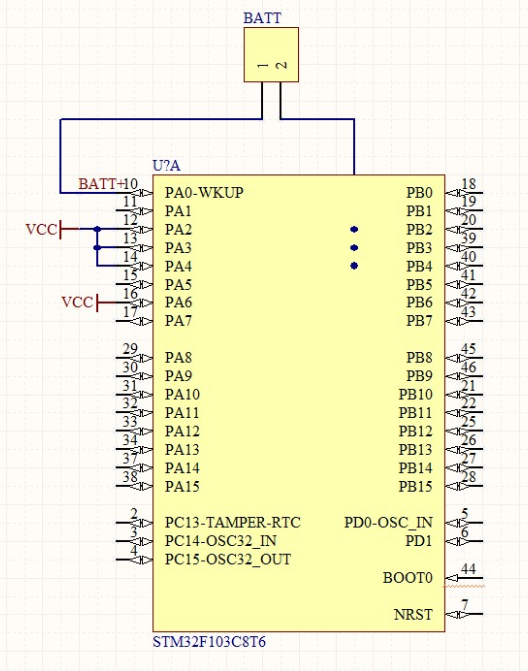 BATT
1 2
U?A
BATT+ 10 PA0-WKUP PB0 18
11 PA1 PB1 19
VCC 12 PA2 PB2 20
13 PA3 PB3 39
14 PA4 PB4 40
15 PA5 PB5 41
VCC 16 PA6 PB6 42
17 PA7 PB7 43
29 PA8 PB8 45
30 PA9 PB9 46
31 PA10 PB10 21
32 PA11 PB11 22
33 PA12 PB12 25
34 PA13 PB13 26
37 PA14 PB14 27
38 PA15 PB15 28
2 PC13-TAMPER-RTC PD0-OSC_IN 5
3 PC14-OSC32_IN PD1 6
4 PC15-OSC32_OUT
BOOT0 44
NRST 7
STM32F103C8T6